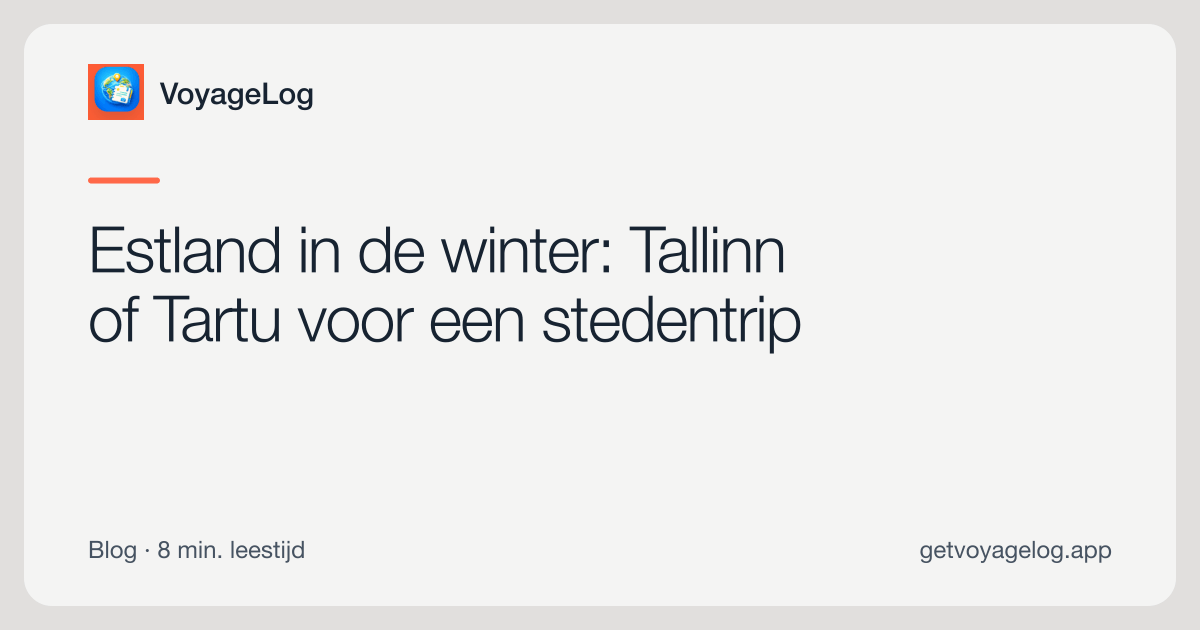 VoyageLog
Estland in de winter: Tallinn
of Tartu voor een stedentrip
Blog · 8 min. leestijd
getvoyagelog.app